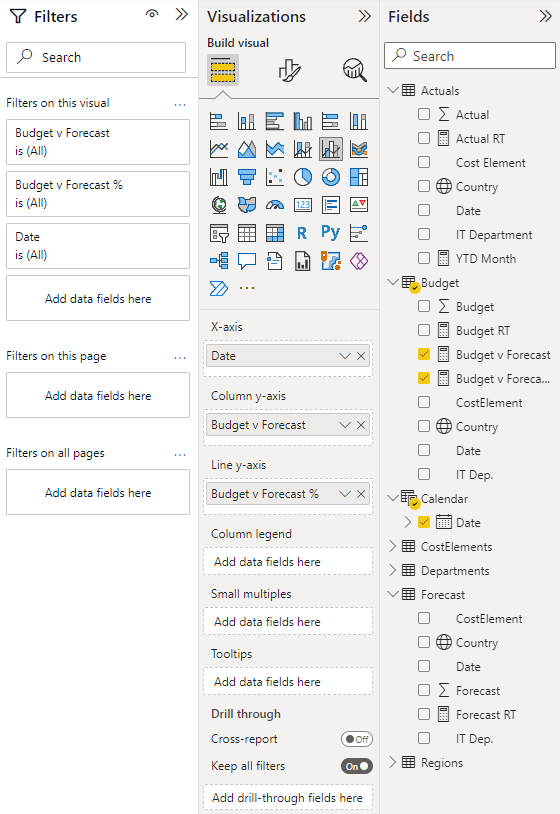 Filters
Search
Filters on this visual
...
Budget v Forecast
is (All)
Budget v Forecast %
is (All)
Date
is (All)
Add data fields here
Filters on this page
...
Add data fields here
Filters on all pages
...
Add data fields here
Visualizations
Build visual
123
R
Py
...
X-axis
Date
Column y-axis
Budget v Forecast
Line y-axis
Budget v Forecast %
Column legend
Add data fields here
Small multiples
Add data fields here
Tooltips
Add data fields here
Drill through
Cross-report
Off
Keep all filters
On
Add drill-through fields here
Fields
Search
Actuals
∑ Actual
Actual RT
Cost Element
Country
Date
IT Department
YTD Month
Budget
∑ Budget
Budget RT
Budget v Forecast
Budget v Foreca...
CostElement
Country
Date
IT Dep.
Calendar
Date
CostElements
Departments
Forecast
CostElement
Country
Date
∑ Forecast
Forecast RT
IT Dep.
Regions